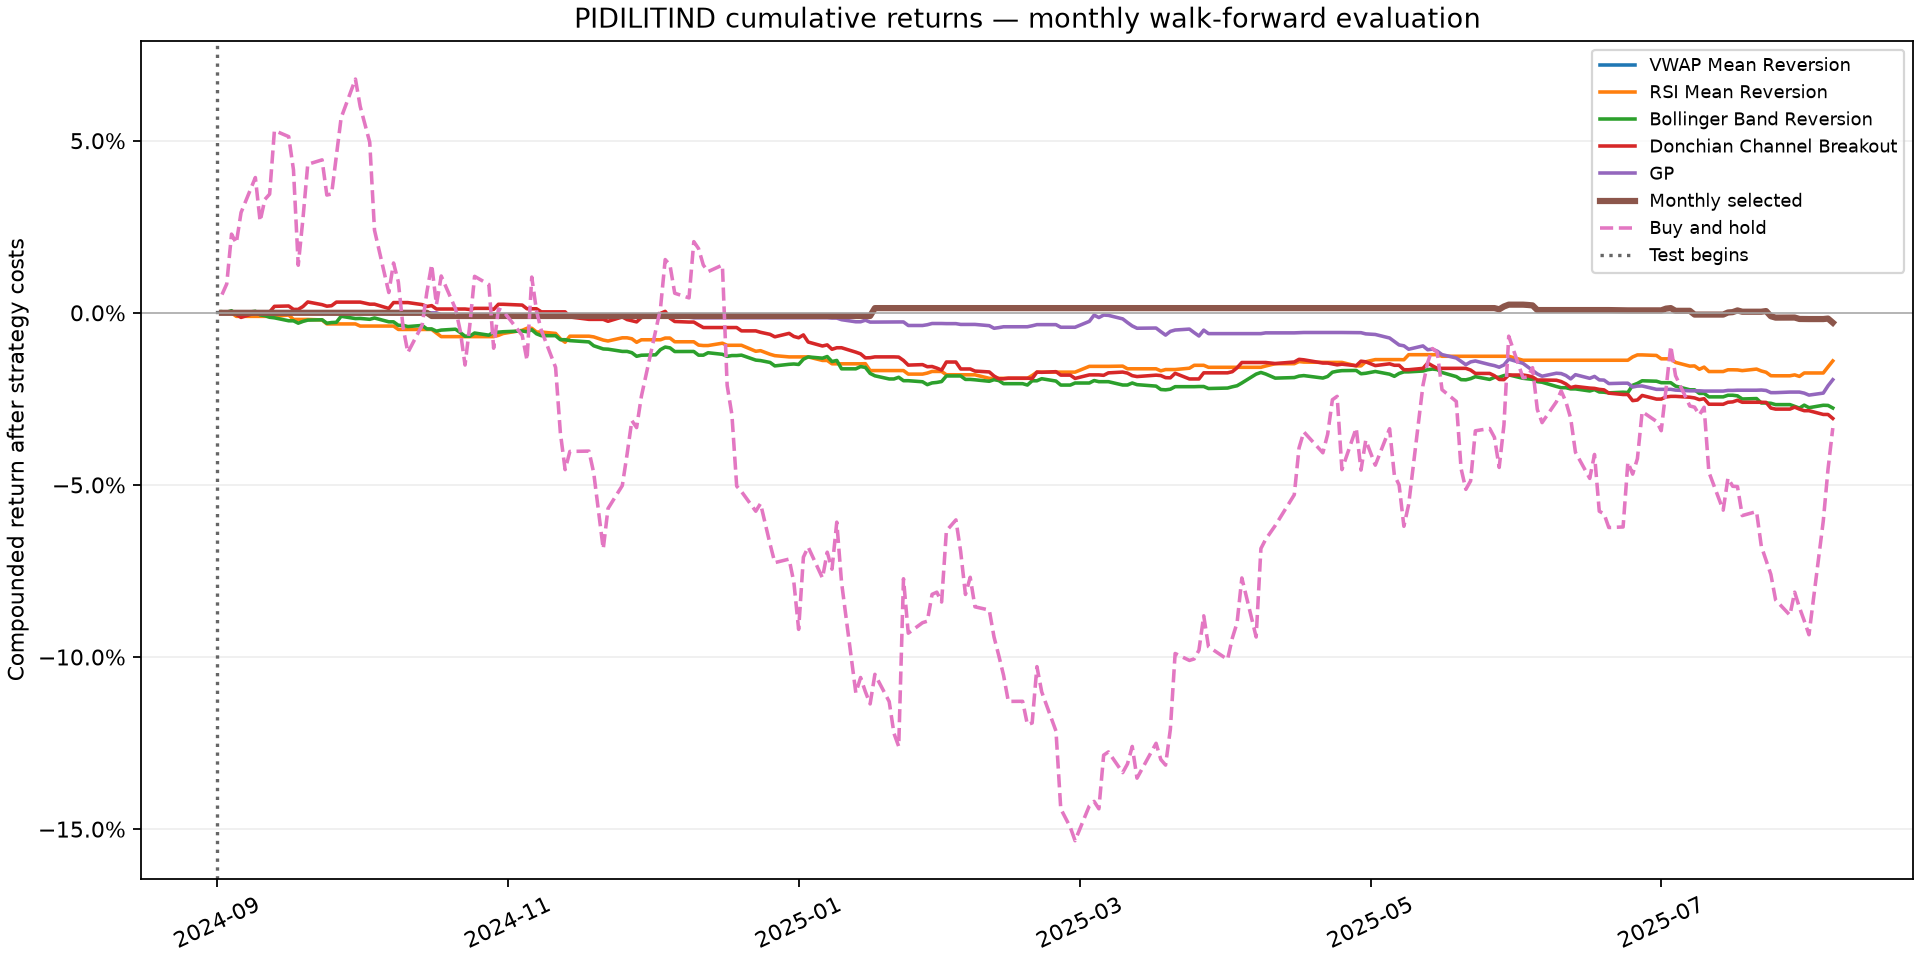 PIDILITIND cumulative returns — monthly walk-forward evaluation
Compounded return after strategy costs
5.0%
0.0%
−5.0%
−10.0%
−15.0%
VWAP Mean Reversion
RSI Mean Reversion
Bollinger Band Reversion
Donchian Channel Breakout
GP
Monthly selected
Buy and hold
Test begins
2024-09
2024-11
2025-01
2025-03
2025-05
2025-07